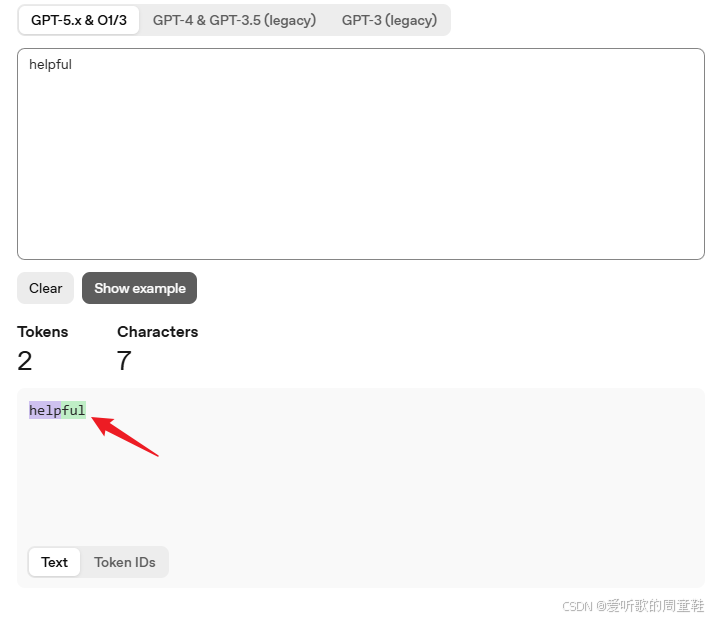 GPT-5.x & O1/3 GPT-4 & GPT-3.5 (legacy) GPT-3 (legacy)
helpful
Clear Show example
Tokens Characters
2 7
helpful
Text Token IDs
CSDN @爱听歌的周童鞋